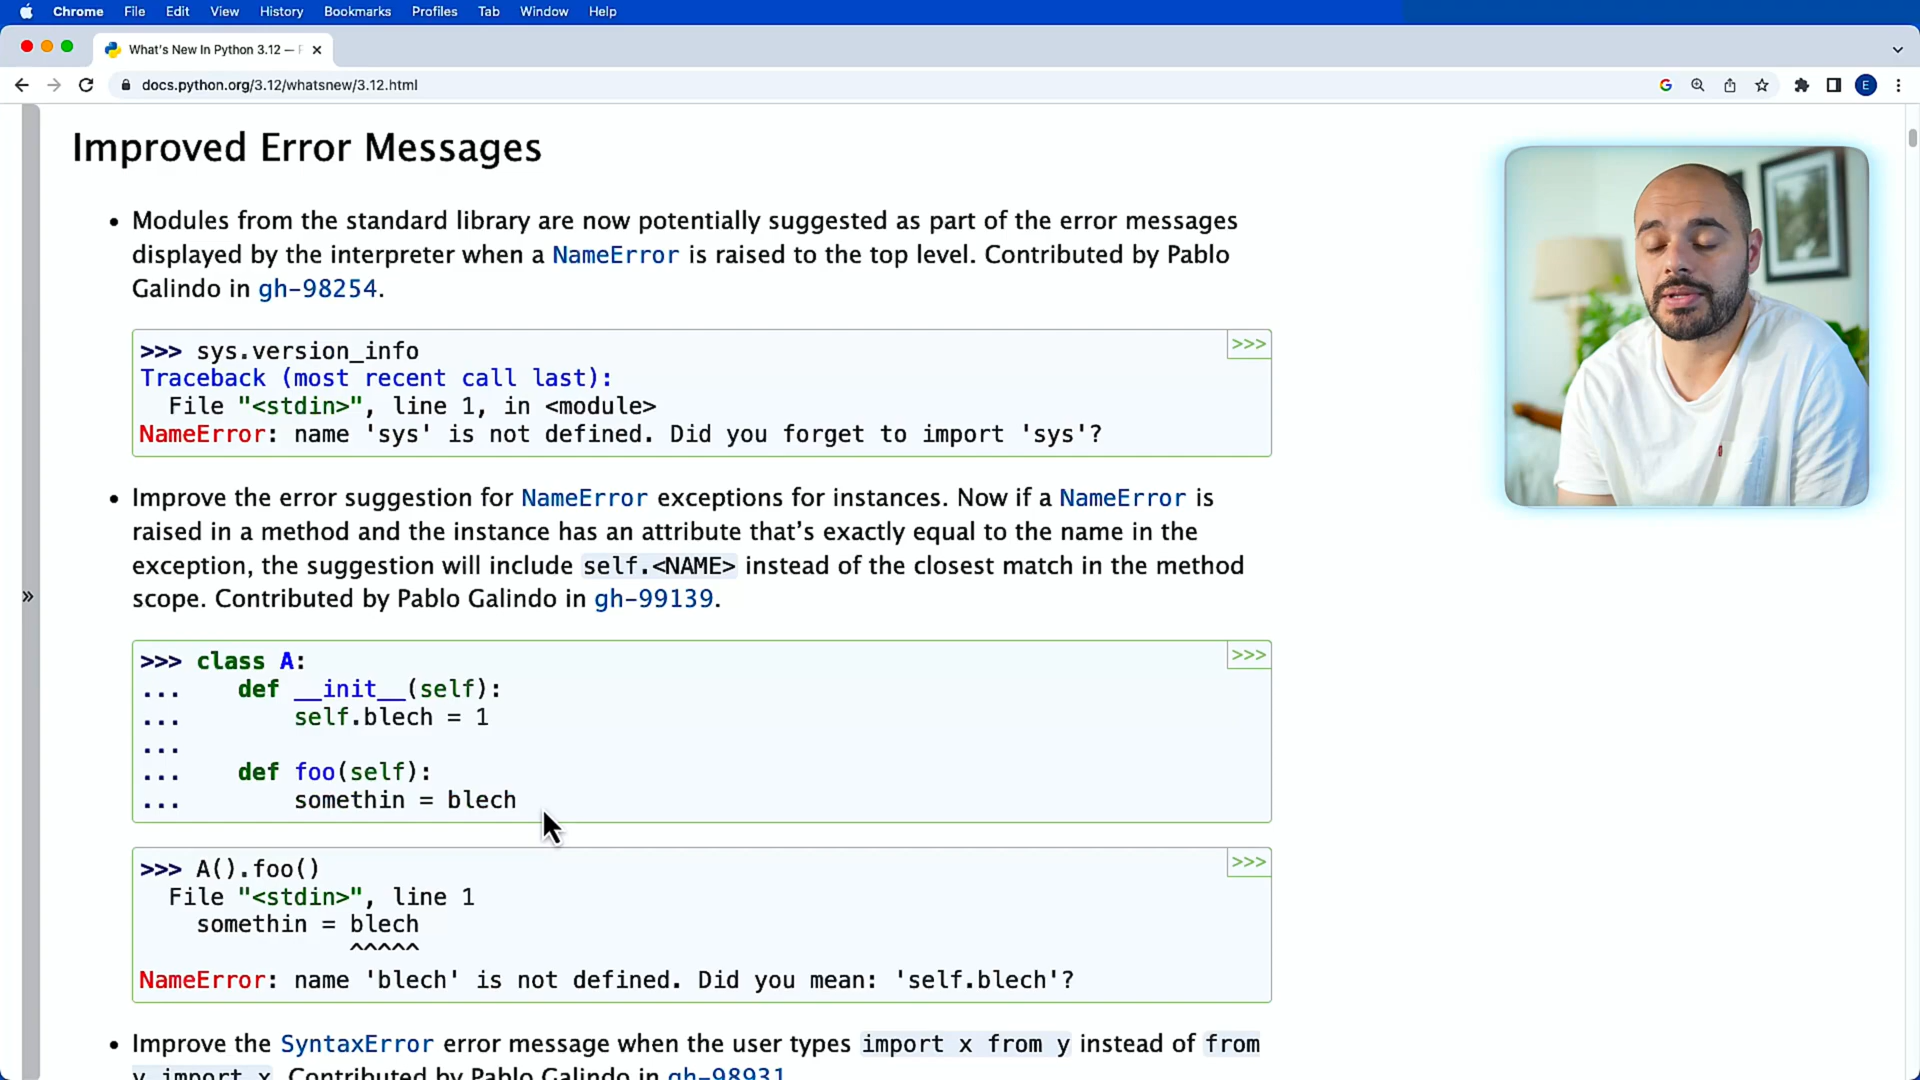 Chrome File Edit View History Bookmarks Profiles Tab Window Help
What's New In Python 3.12 —
docs.python.org/3.12/whatsnew/3.12.html
E
Improved Error Messages
• Modules from the standard library are now potentially suggested as part of the error messages
displayed by the interpreter when a NameError is raised to the top level. Contributed by Pablo
Galindo in gh-98254.
>>> sys.version_info
>>>
Traceback (most recent call last):
File "<stdin>", line 1, in <module>
NameError: name 'sys' is not defined. Did you forget to import 'sys'?
• Improve the error suggestion for NameError exceptions for instances. Now if a NameError is
raised in a method and the instance has an attribute that's exactly equal to the name in the
exception, the suggestion will include self.<NAME> instead of the closest match in the method
scope. Contributed by Pablo Galindo in gh-99139.
»
>>> class A:
>>>
... def __init__(self):
... self.blech = 1
...
... def foo(self):
... somethin = blech
>>> A().foo()
>>>
File "<stdin>", line 1
somethin = blech
^^^^^
NameError: name 'blech' is not defined. Did you mean: 'self.blech'?
• Improve the SyntaxError error message when the user types import x from y instead of from
y import x. Contributed by Pablo Galindo in gh-98931.